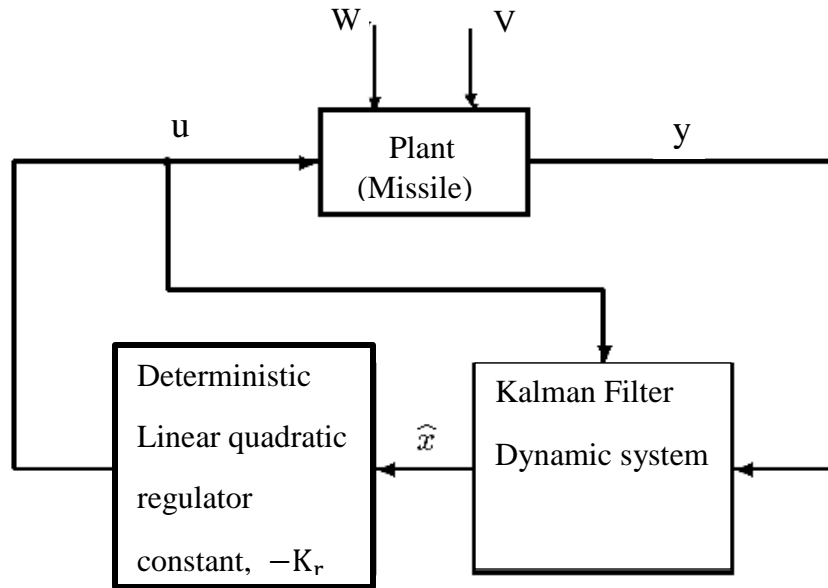 W
V
u
Plant
(Missile)
y
Deterministic
Linear quadratic
regulator
constant, −Kᵣ
x̂
Kalman Filter
Dynamic system